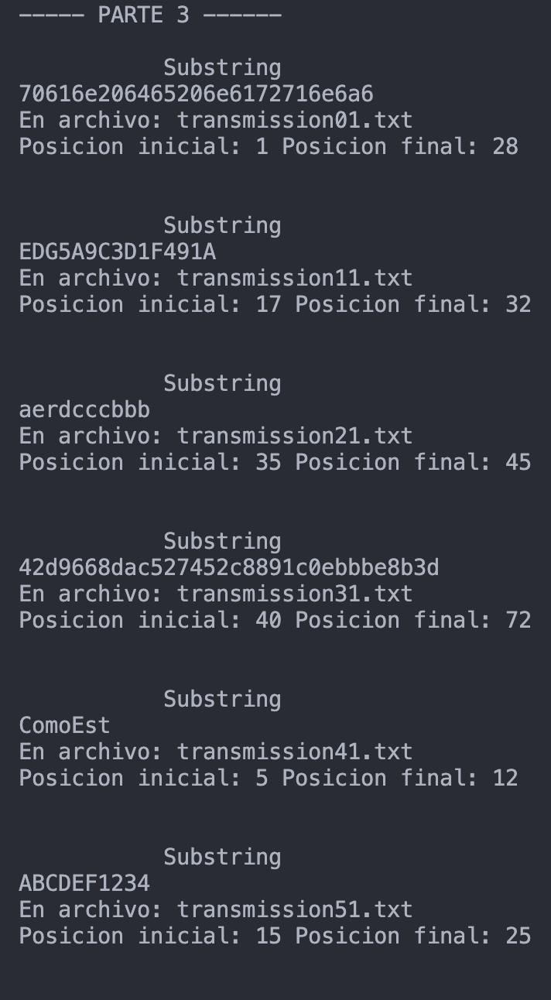 ----- PARTE 3 ------
Substring
70616e206465206e6172716e6a6
En archivo: transmission01.txt
Posicion inicial: 1 Posicion final: 28
Substring
EDG5A9C3D1F491A
En archivo: transmission11.txt
Posicion inicial: 17 Posicion final: 32
Substring
aerdcccbbb
En archivo: transmission21.txt
Posicion inicial: 35 Posicion final: 45
Substring
42d9668dac527452c8891c0ebbbe8b3d
En archivo: transmission31.txt
Posicion inicial: 40 Posicion final: 72
Substring
ComoEst
En archivo: transmission41.txt
Posicion inicial: 5 Posicion final: 12
Substring
ABCDEF1234
En archivo: transmission51.txt
Posicion inicial: 15 Posicion final: 25